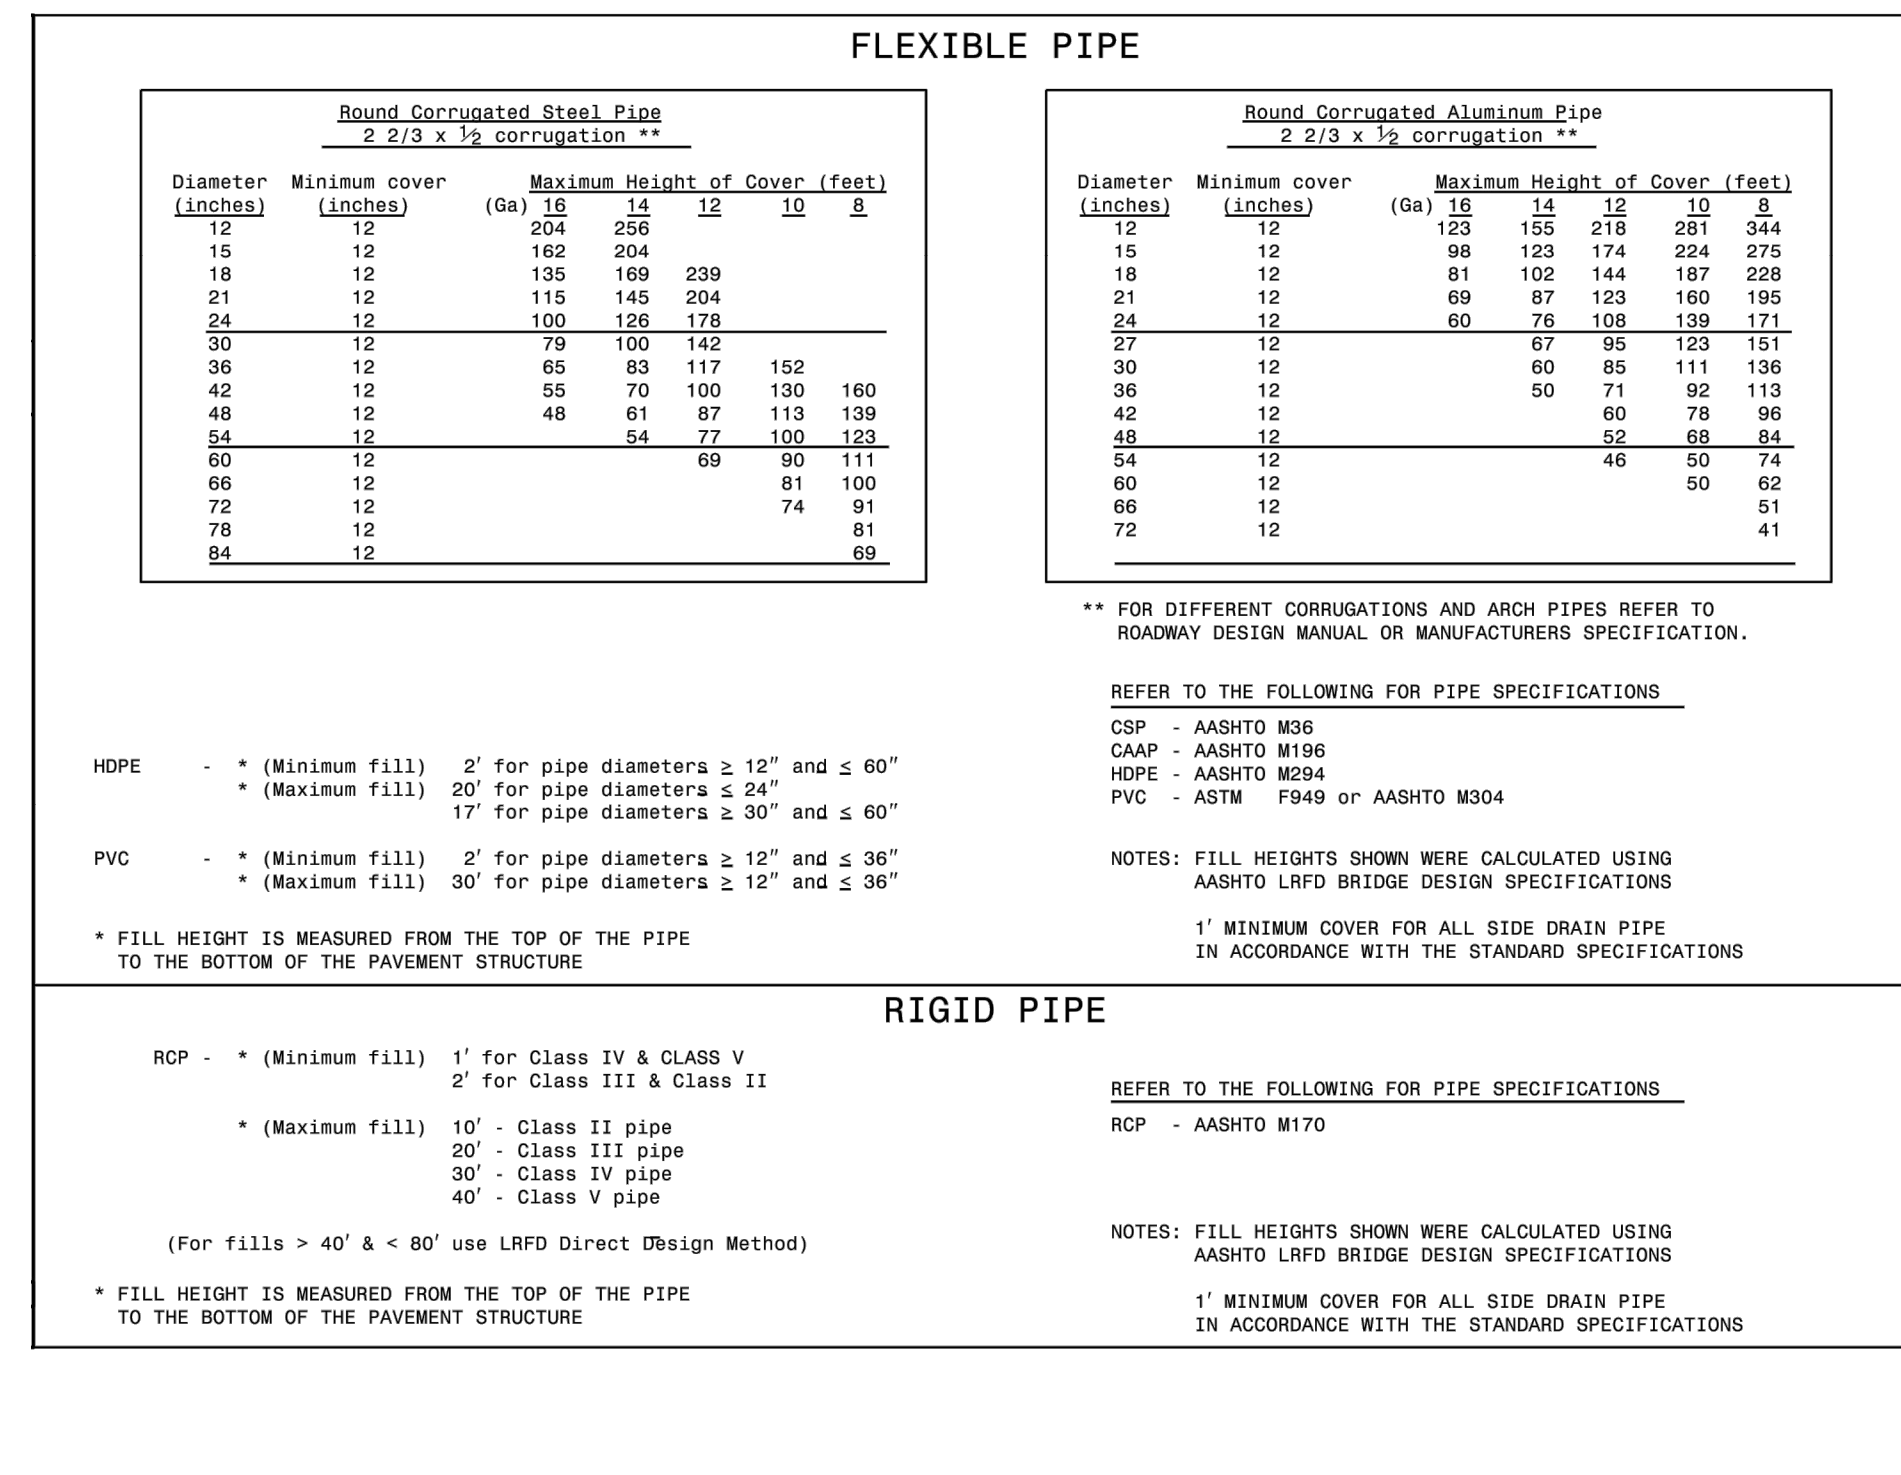 FLEXIBLE PIPE
Round Corrugated Steel Pipe
2 2/3 x ½ corrugation **
Diameter Minimum cover Maximum Height of Cover (feet)
(inches) (inches) (Ga) 16 14 12 10 8
12 12 204 256
15 12 162 204
18 12 135 169 239
21 12 115 145 204
24 12 100 126 178
30 12 79 100 142
36 12 65 83 117 152
42 12 55 70 100 130 160
48 12 48 61 87 113 139
54 12 54 77 100 123
60 12 69 90 111
66 12 81 100
72 12 74 91
78 12 81
84 12 69
Round Corrugated Aluminum Pipe
2 2/3 x ½ corrugation **
Diameter Minimum cover Maximum Height of Cover (feet)
(inches) (inches) (Ga) 16 14 12 10 8
12 12 123 155 218 281 344
15 12 98 123 174 224 275
18 12 81 102 144 187 228
21 12 69 87 123 160 195
24 12 60 76 108 139 171
27 12 67 95 123 151
30 12 60 85 111 136
36 12 50 71 92 113
42 12 60 78 96
48 12 52 68 84
54 12 46 50 74
60 12 50 62
66 12 51
72 12 41
** FOR DIFFERENT CORRUGATIONS AND ARCH PIPES REFER TO
ROADWAY DESIGN MANUAL OR MANUFACTURERS SPECIFICATION.
REFER TO THE FOLLOWING FOR PIPE SPECIFICATIONS
CSP - AASHTO M36
CAAP - AASHTO M196
HDPE - AASHTO M294
PVC - ASTM F949 or AASHTO M304
HDPE - * (Minimum fill) 2' for pipe diameters ≥ 12" and ≤ 60"
* (Maximum fill) 20' for pipe diameters ≤ 24"
17' for pipe diameters ≥ 30" and ≤ 60"
PVC - * (Minimum fill) 2' for pipe diameters ≥ 12" and ≤ 36"
* (Maximum fill) 30' for pipe diameters ≥ 12" and ≤ 36"
* FILL HEIGHT IS MEASURED FROM THE TOP OF THE PIPE
TO THE BOTTOM OF THE PAVEMENT STRUCTURE
NOTES: FILL HEIGHTS SHOWN WERE CALCULATED USING
AASHTO LRFD BRIDGE DESIGN SPECIFICATIONS
1' MINIMUM COVER FOR ALL SIDE DRAIN PIPE
IN ACCORDANCE WITH THE STANDARD SPECIFICATIONS
RIGID PIPE
RCP - * (Minimum fill) 1' for Class IV & CLASS V
2' for Class III & Class II
* (Maximum fill) 10' - Class II pipe
20' - Class III pipe
30' - Class IV pipe
40' - Class V pipe
(For fills > 40' & < 80' use LRFD Direct Design Method)
* FILL HEIGHT IS MEASURED FROM THE TOP OF THE PIPE
TO THE BOTTOM OF THE PAVEMENT STRUCTURE
REFER TO THE FOLLOWING FOR PIPE SPECIFICATIONS
RCP - AASHTO M170
NOTES: FILL HEIGHTS SHOWN WERE CALCULATED USING
AASHTO LRFD BRIDGE DESIGN SPECIFICATIONS
1' MINIMUM COVER FOR ALL SIDE DRAIN PIPE
IN ACCORDANCE WITH THE STANDARD SPECIFICATIONS